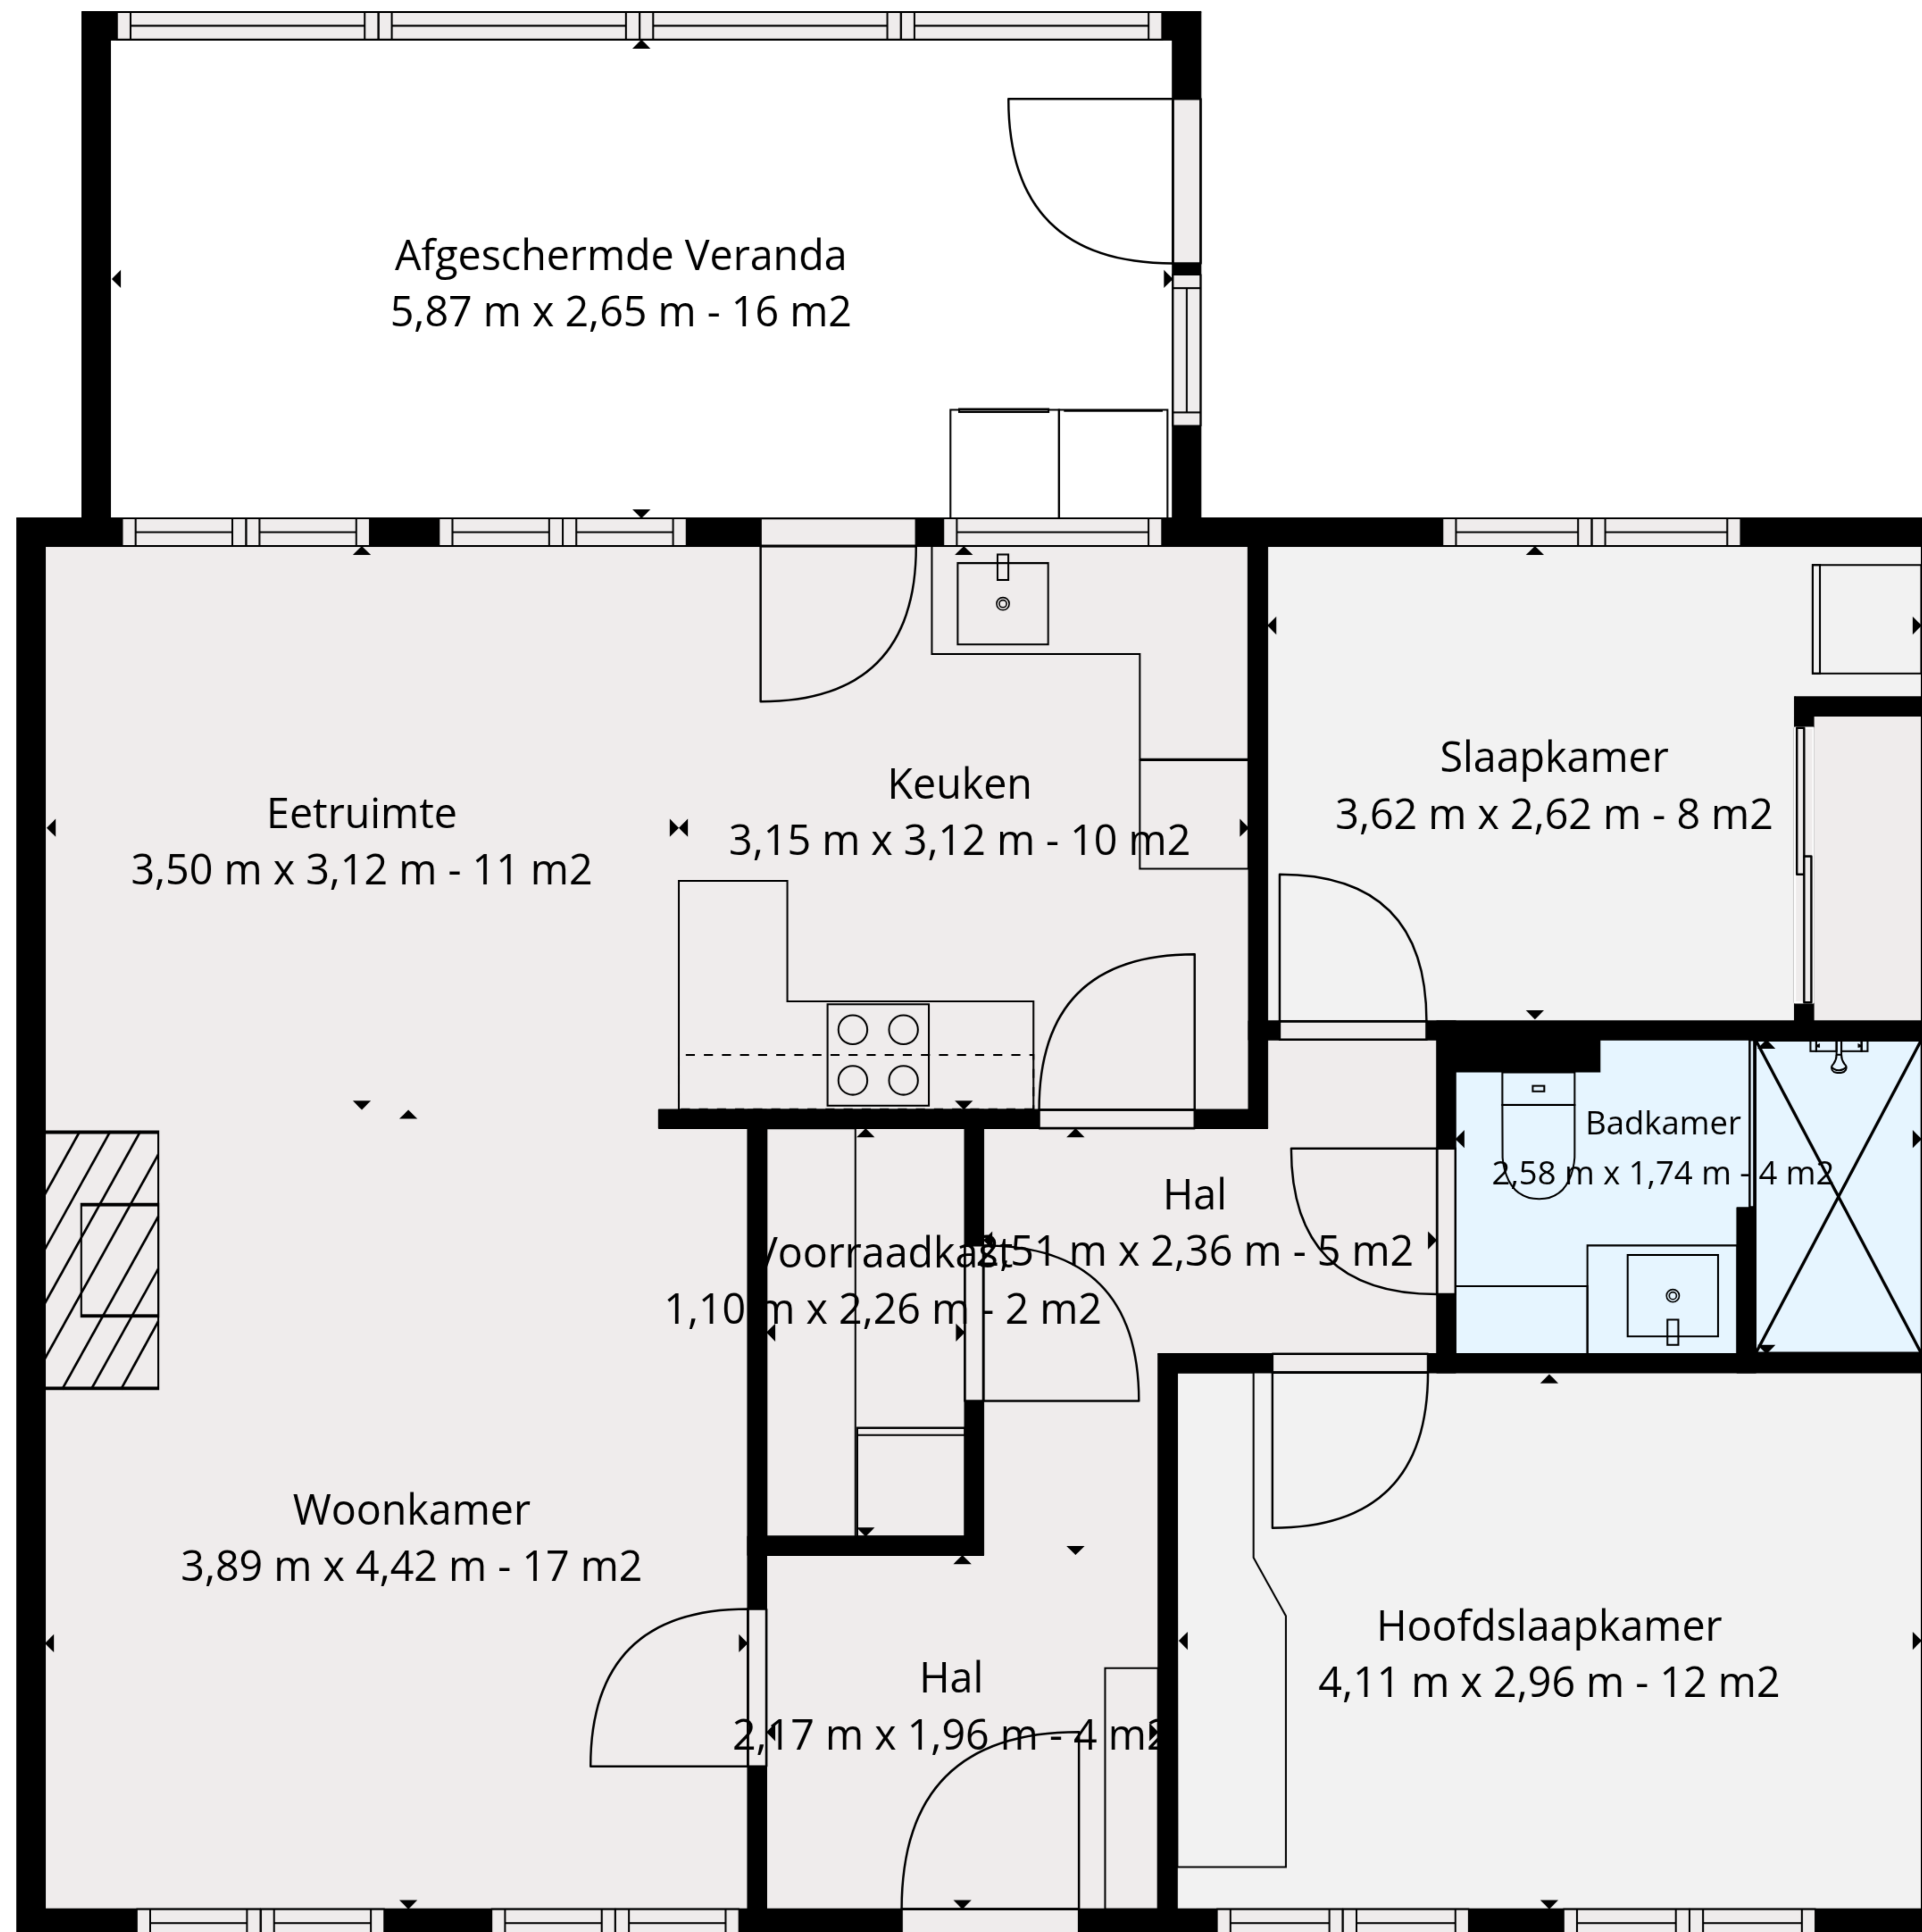 Afgeschermde Veranda
5,87 m x 2,65 m - 16 m2
Eetruimte
3,50 m x 3,12 m - 11 m2
Keuken
3,15 m x 3,12 m - 10 m2
Slaapkamer
3,62 m x 2,62 m - 8 m2
Badkamer
2,58 m x 1,74 m - 4 m2
Hal
2,51 m x 2,36 m - 5 m2
Voorraadkast
1,10 m x 2,26 m - 2 m2
Woonkamer
3,89 m x 4,42 m - 17 m2
Hal
2,17 m x 1,96 m - 4 m2
Hoofdslaapkamer
4,11 m x 2,96 m - 12 m2